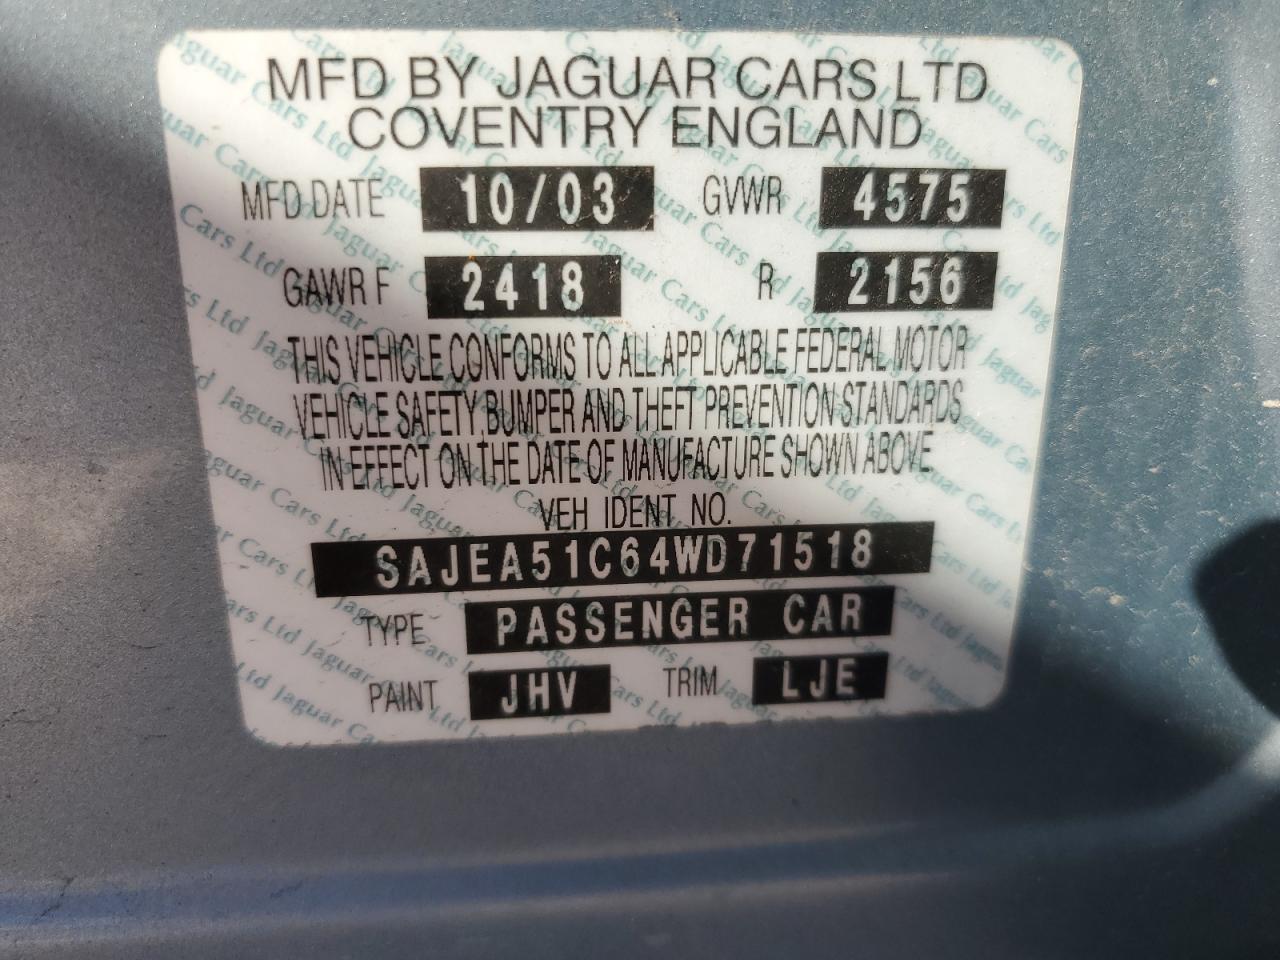 MFD BY JAGUAR CARS LTD
COVENTRY ENGLAND
MFD DATE 10/03 GVWR 4575
GAWR F 2418 R 2156
THIS VEHICLE CONFORMS TO ALL APPLICABLE FEDERAL MOTOR
VEHICLE SAFETY BUMPER AND THEFT PREVENTION STANDARDS
IN EFFECT ON THE DATE OF MANUFACTURE SHOWN ABOVE
VEH IDENT NO.
SAJEA51C64WD71518
TYPE PASSENGER CAR
PAINT JHV TRIM LJE